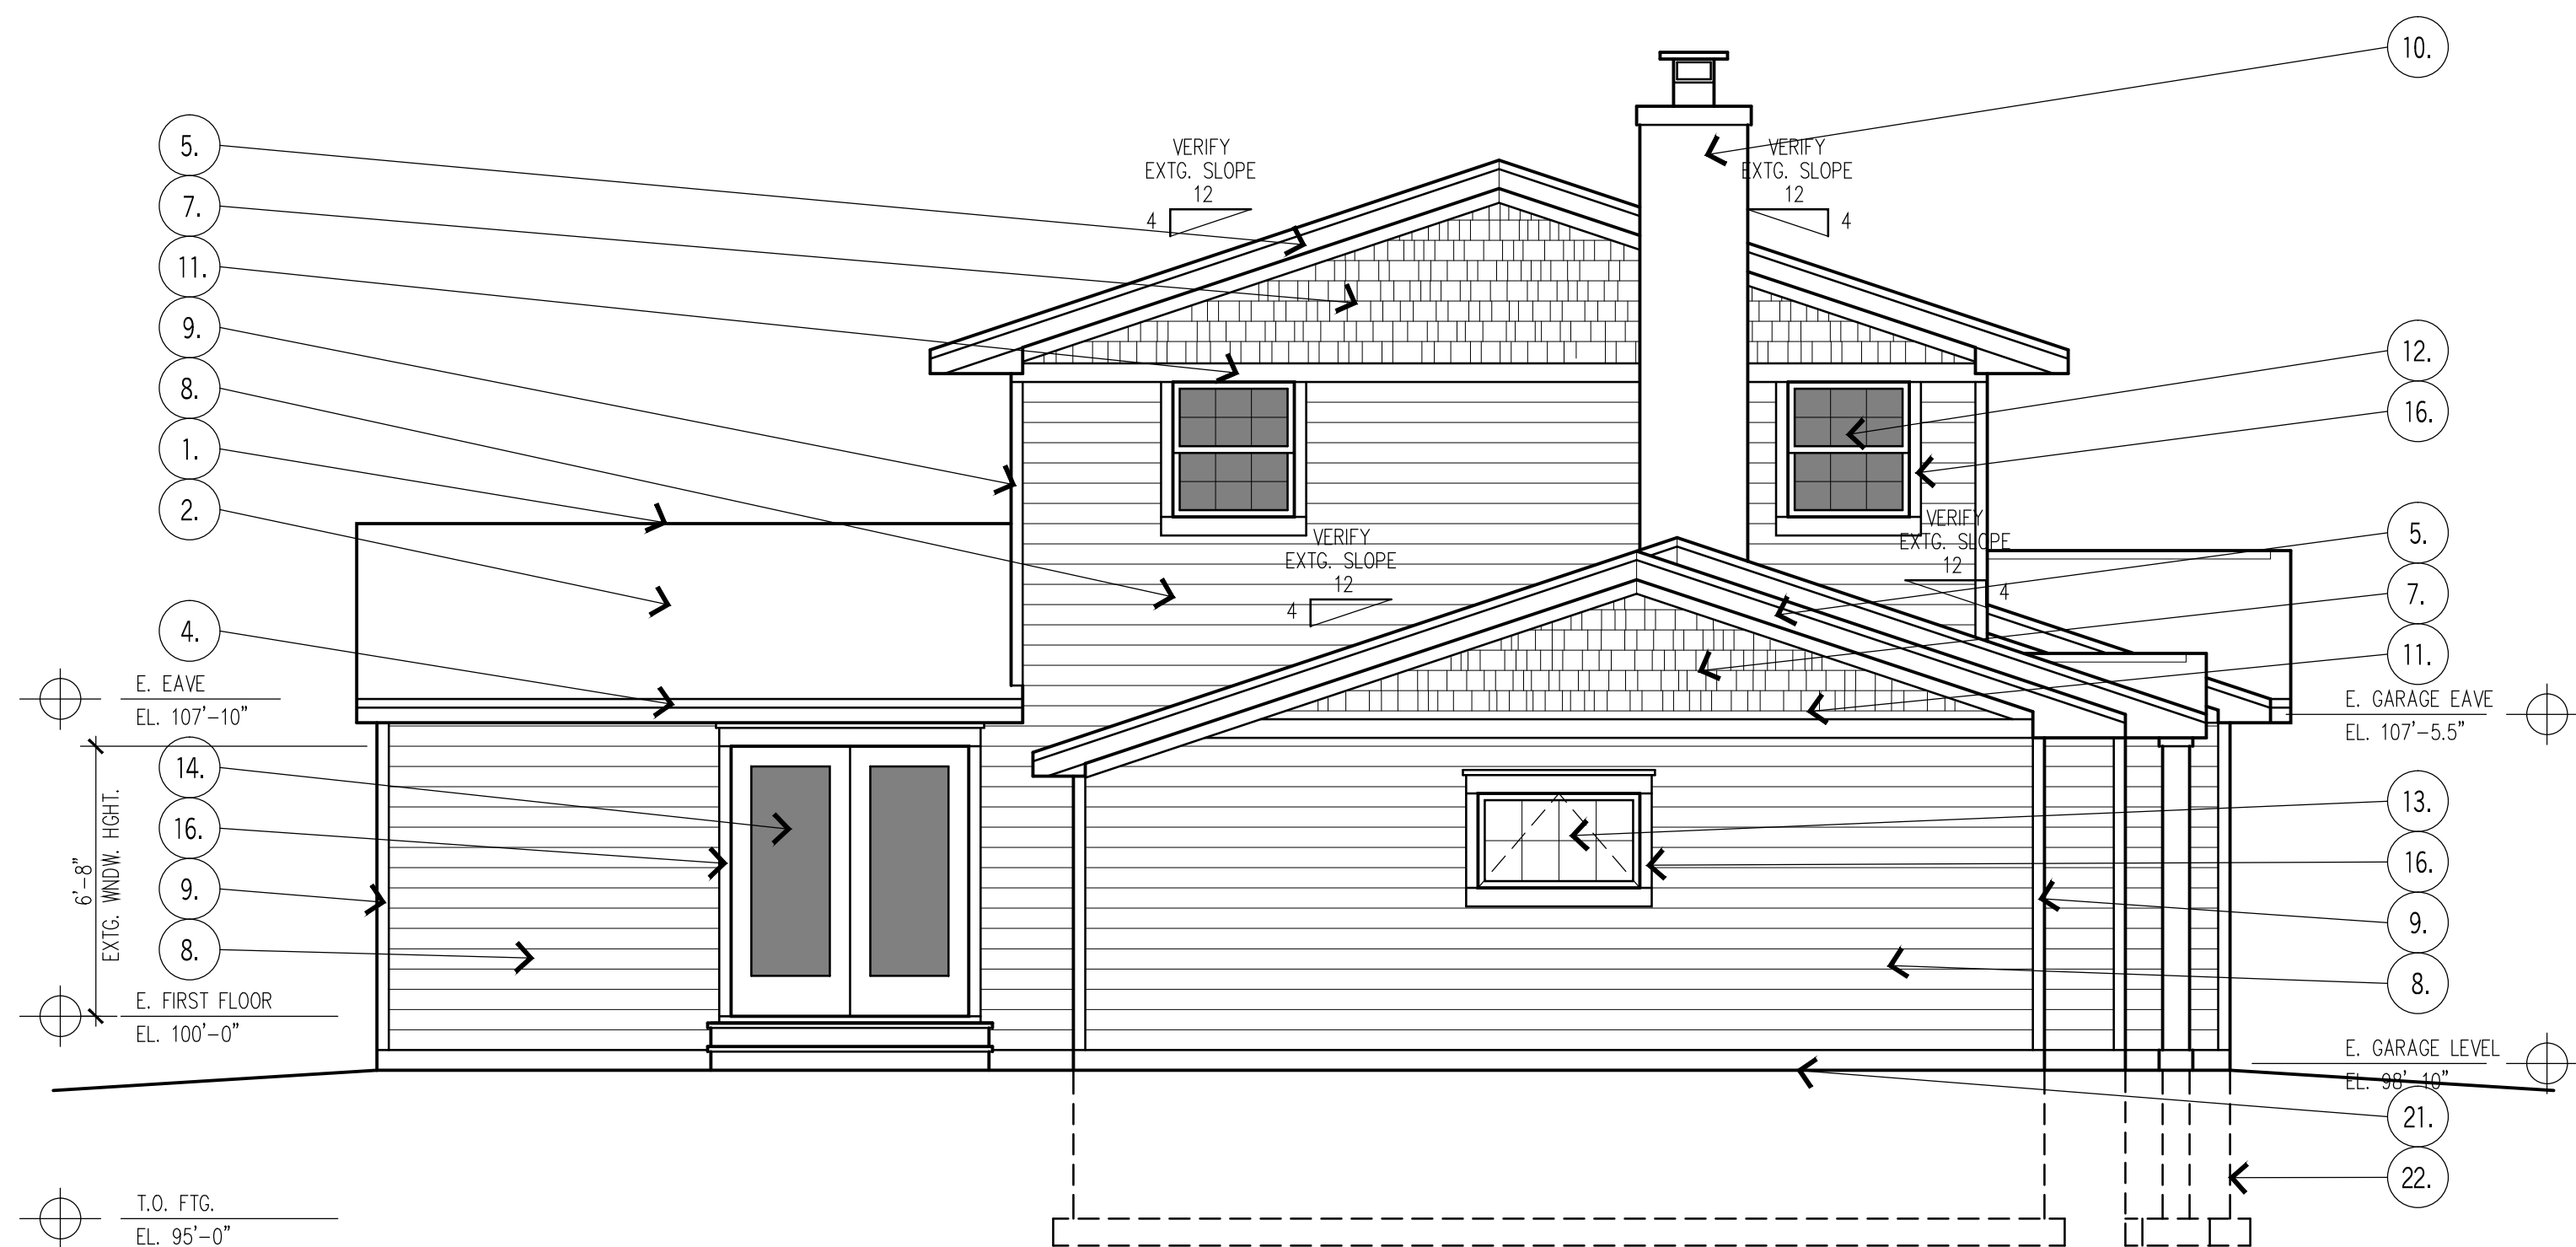 10.
5.
VERIFY
EXTG. SLOPE
12
4
VERIFY
EXTG. SLOPE
12
4
7.
11.
9.
12.
8.
16.
1.
2.
VERIFY
EXTG. SLOPE
12
4
VERIFY
EXTG. SLOPE
12
4
5.
7.
4.
11.
E. EAVE
EL. 107'-10"
E. GARAGE EAVE
EL. 107'-5.5"
14.
13.
16.
16.
6'-8"
EXTG. WNDW. HGHT.
9.
9.
8.
8.
E. FIRST FLOOR
EL. 100'-0"
E. GARAGE LEVEL
EL. 98'-10"
21.
22.
T.O. FTG.
EL. 95'-0"